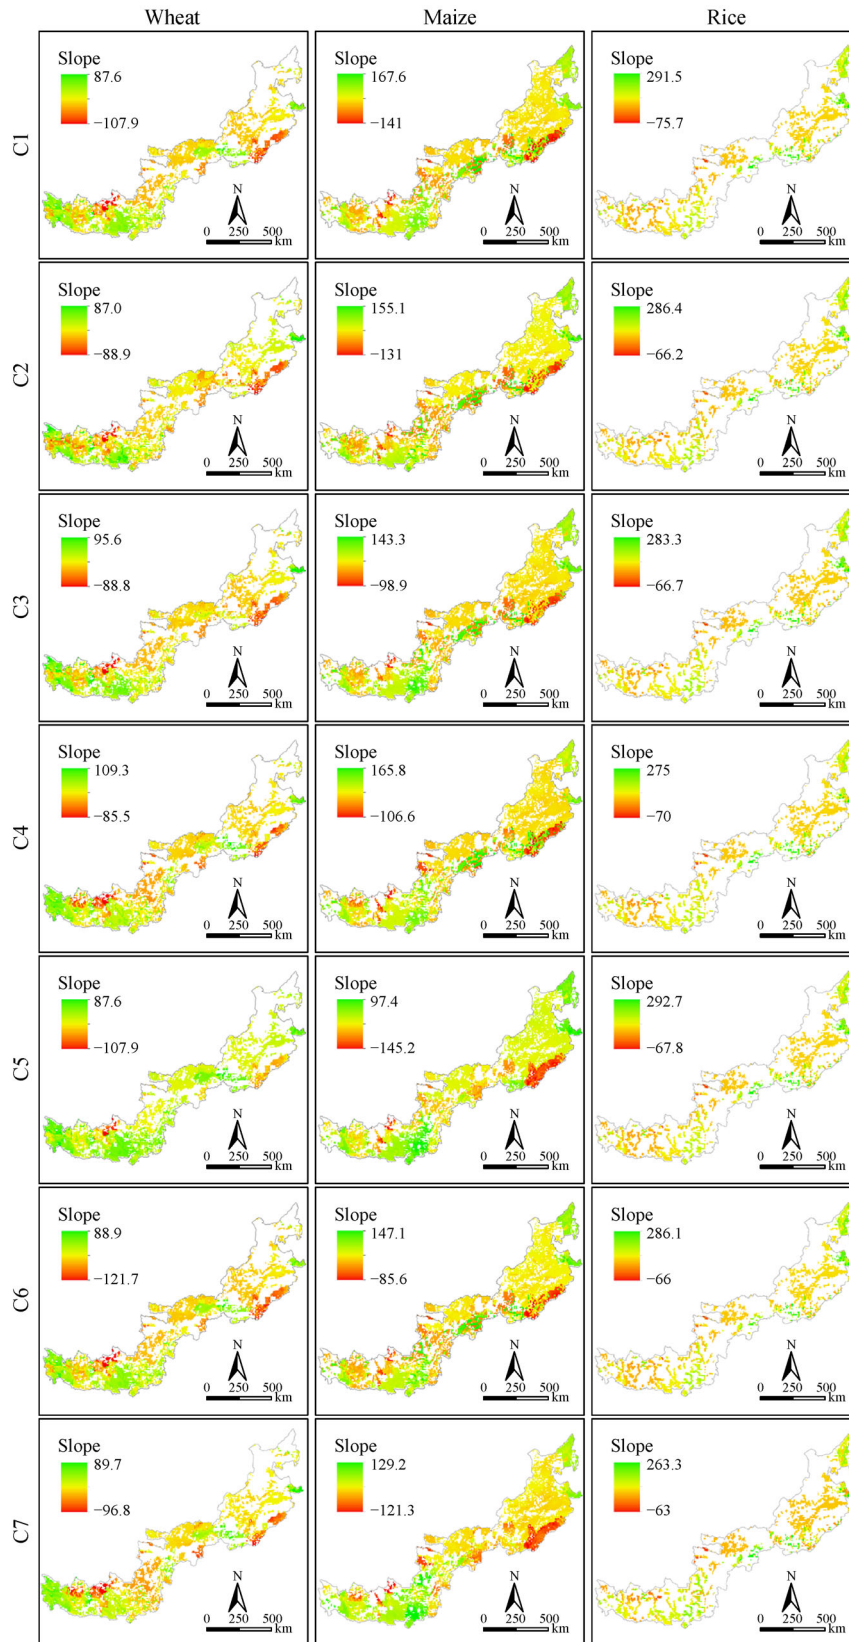 Wheat Maize Rice
C1
Slope
87.6
−107.9
N
0 250 500
km
Slope
167.6
−141
N
0 250 500
km
Slope
291.5
−75.7
N
0 250 500
km
C2
Slope
87.0
−88.9
N
0 250 500
km
Slope
155.1
−131
N
0 250 500
km
Slope
286.4
−66.2
N
0 250 500
km
C3
Slope
95.6
−88.8
N
0 250 500
km
Slope
143.3
−98.9
N
0 250 500
km
Slope
283.3
−66.7
N
0 250 500
km
C4
Slope
109.3
−85.5
N
0 250 500
km
Slope
165.8
−106.6
N
0 250 500
km
Slope
275
−70
N
0 250 500
km
C5
Slope
87.6
−107.9
N
0 250 500
km
Slope
97.4
−145.2
N
0 250 500
km
Slope
292.7
−67.8
N
0 250 500
km
C6
Slope
88.9
−121.7
N
0 250 500
km
Slope
147.1
−85.6
N
0 250 500
km
Slope
286.1
−66
N
0 250 500
km
C7
Slope
89.7
−96.8
N
0 250 500
km
Slope
129.2
−121.3
N
0 250 500
km
Slope
263.3
−63
N
0 250 500
km